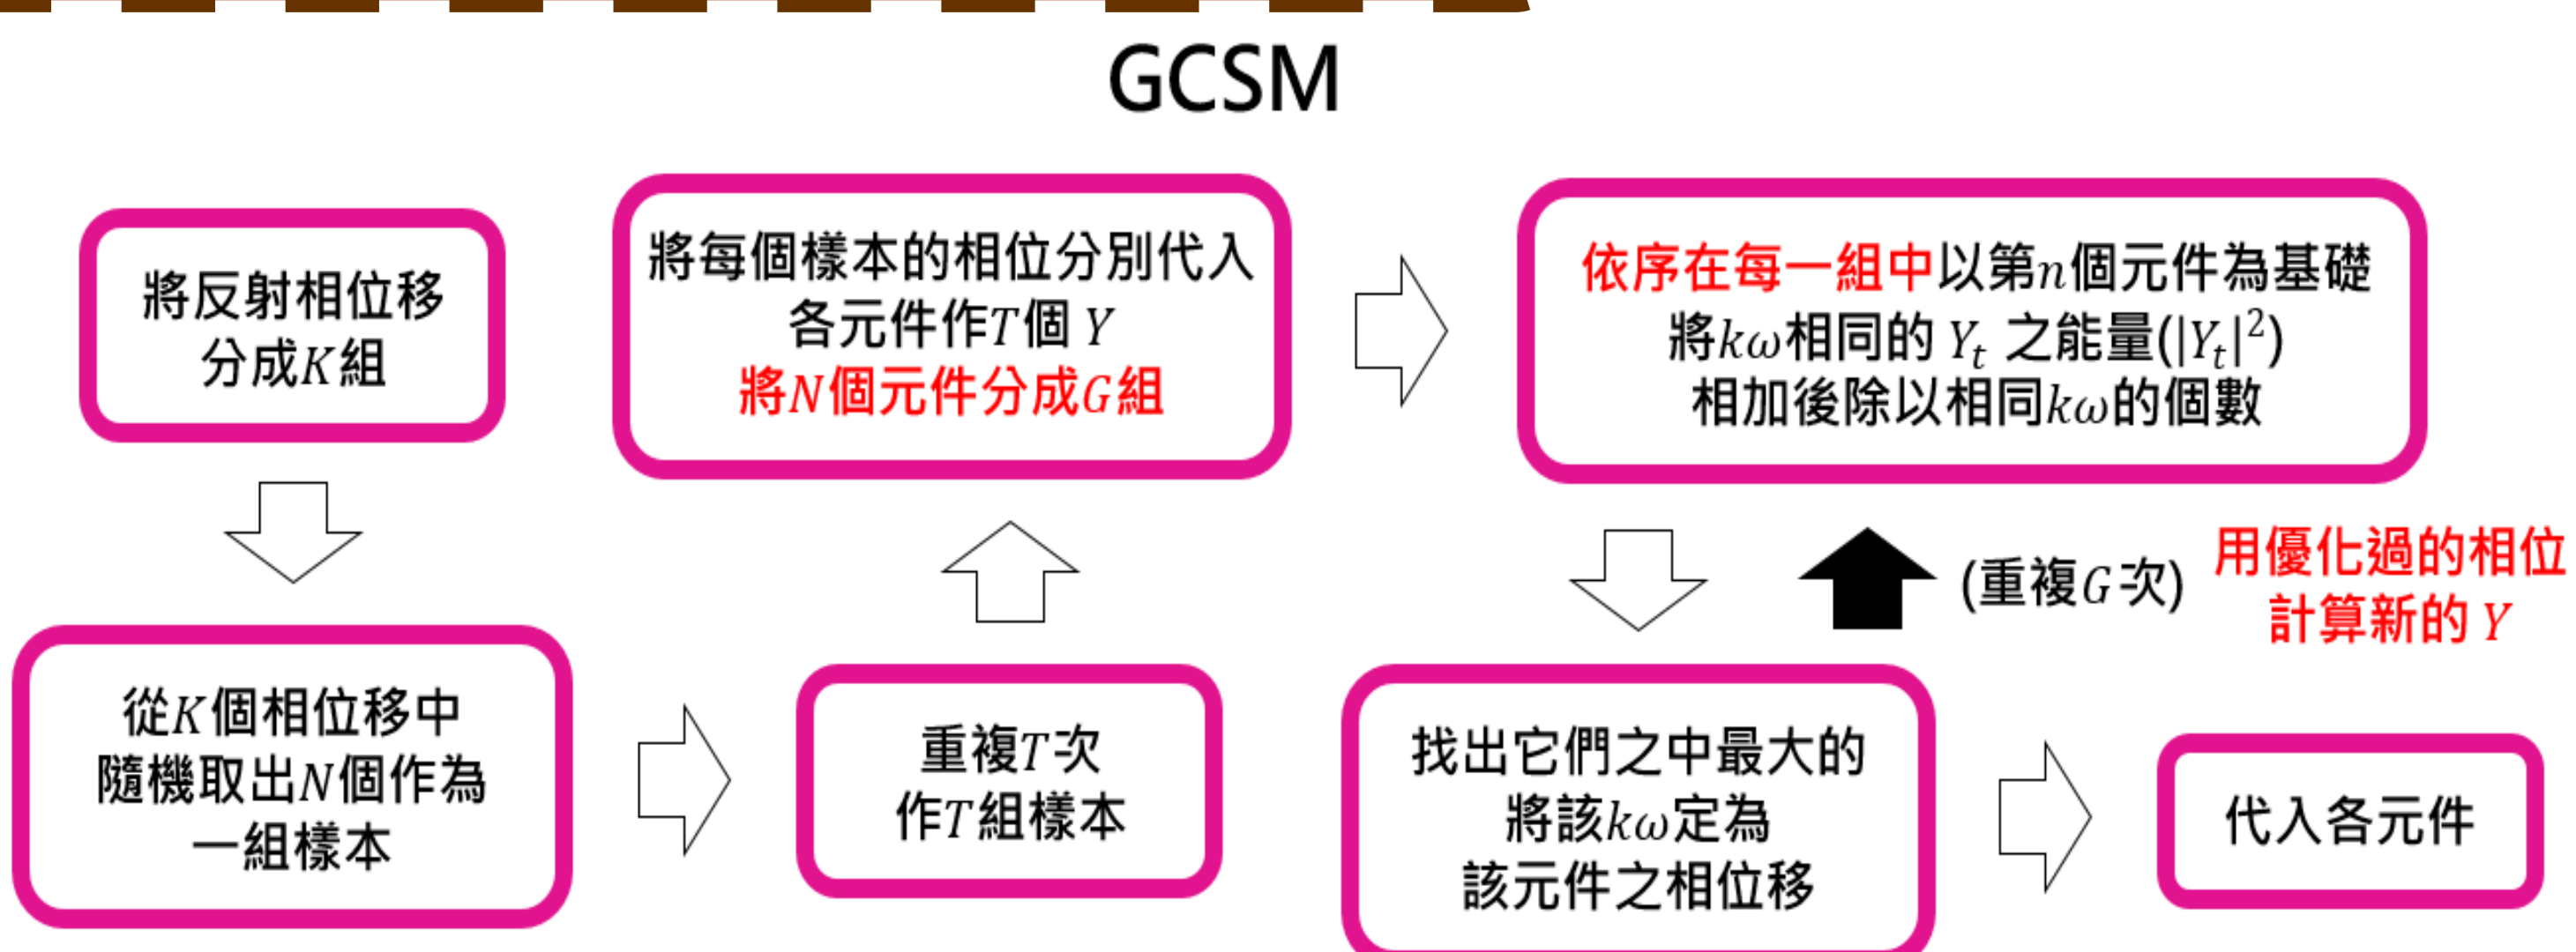 GCSM
將反射相位移
分成K組
從K個相位移中
隨機取出N個作為
一組樣本
重複T次
作T組樣本
將每個樣本的相位分別代入
各元件作T個 Y
將N個元件分成G組
依序在每一組中以第n個元件為基礎
將kω相同的 Yₜ 之能量(|Yₜ|²)
相加後除以相同kω的個數
(重複G次)
用優化過的相位
計算新的 Y
找出它們之中最大的
將該kω定為
該元件之相位移
代入各元件